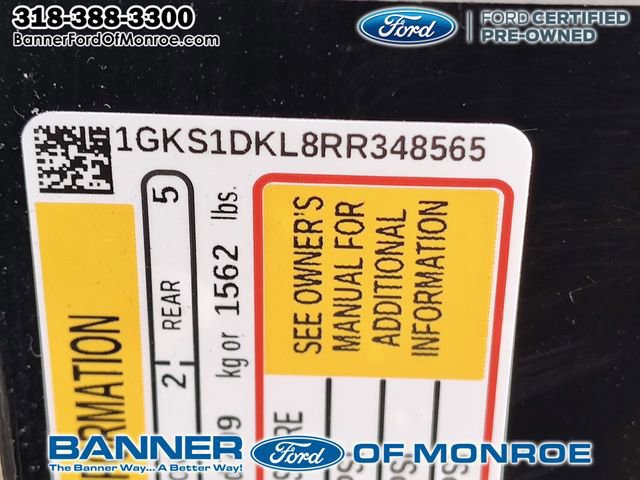 318-388-3300
BannerFordOfMonroe.com
Ford
FORD CERTIFIED
PRE-OWNED
1GKS1DKL8RR348565
REAR 5
2
kg or 1562 lbs.
SEE OWNER'S
MANUAL FOR
ADDITIONAL
INFORMATION
BANNER Ford OF MONROE
The Banner Way... A Better Way!